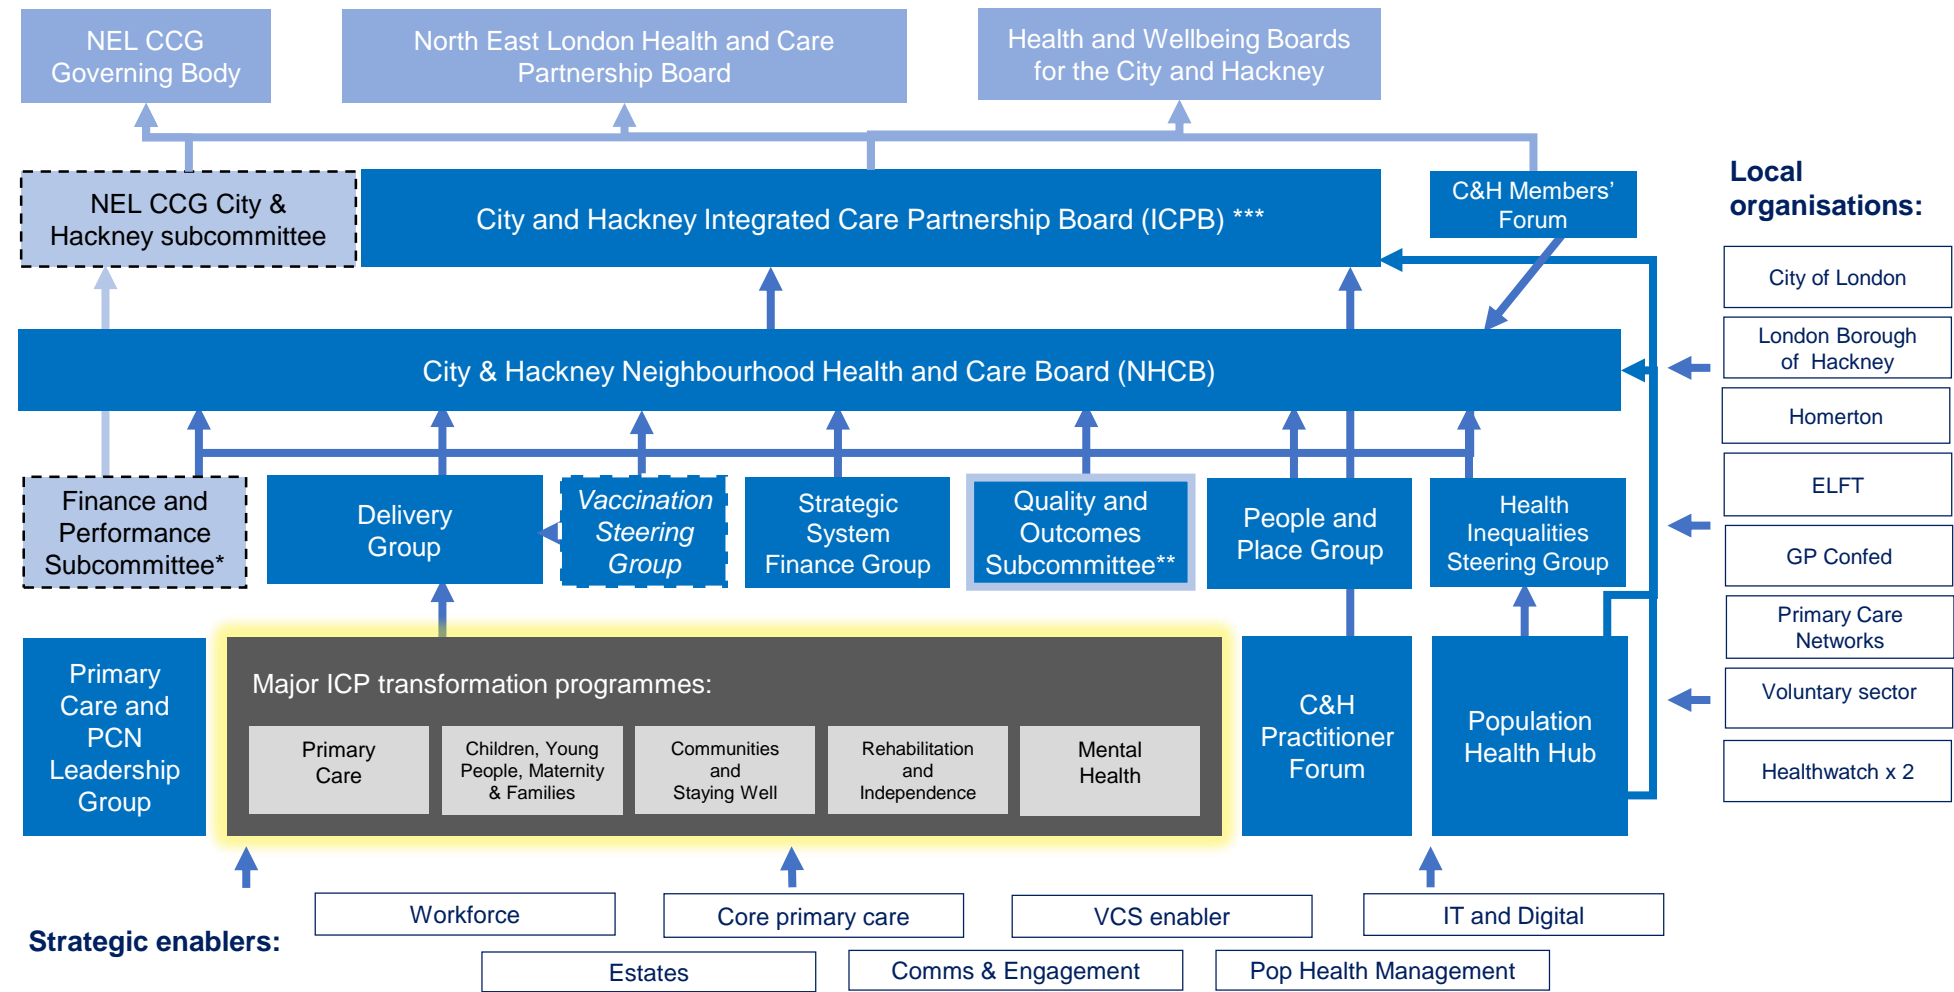 NEL CCG
Governing Body
North East London Health and Care
Partnership Board
Health and Wellbeing Boards
for the City and Hackney
NEL CCG City &
Hackney subcommittee
City and Hackney Integrated Care Partnership Board (ICPB) ***
C&H Members’
Forum
Local
organisations:
City of London
London Borough
of Hackney
Homerton
ELFT
GP Confed
Primary Care
Networks
Voluntary sector
Healthwatch x 2
City & Hackney Neighbourhood Health and Care Board (NHCB)
Finance and
Performance
Subcommittee*
Delivery
Group
Vaccination
Steering
Group
Strategic
System
Finance Group
Quality and
Outcomes
Subcommittee**
People and
Place Group
Health
Inequalities
Steering Group
Primary
Care and
PCN
Leadership
Group
Major ICP transformation programmes:
Primary
Care
Children, Young
People, Maternity
& Families
Communities
and
Staying Well
Rehabilitation
and
Independence
Mental
Health
C&H
Practitioner
Forum
Population
Health Hub
Strategic enablers:
Workforce
Core primary care
VCS enabler
IT and Digital
Estates
Comms & Engagement
Pop Health Management